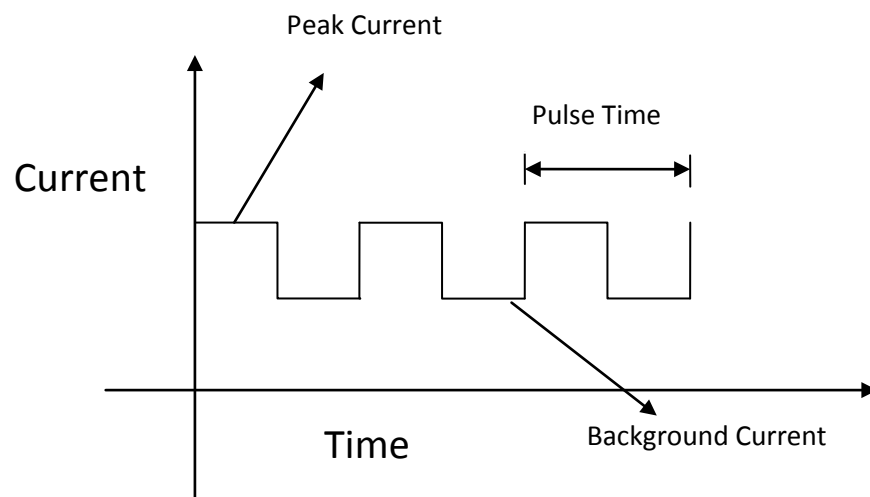 Peak Current
Pulse Time
Current
Time
Background Current